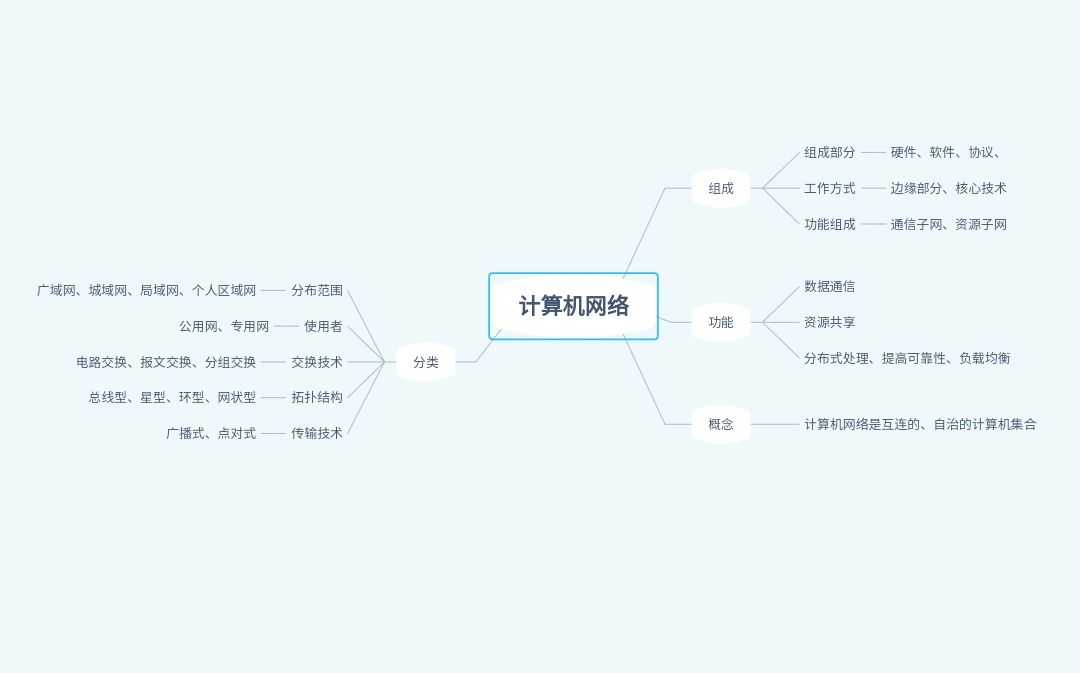 计算机网络
组成
组成部分
硬件、软件、协议、
工作方式
边缘部分、核心技术
功能组成
通信子网、资源子网
功能
数据通信
资源共享
分布式处理、提高可靠性、负载均衡
概念
计算机网络是互连的、自治的计算机集合
分类
分布范围
广域网、城域网、局域网、个人区域网
使用者
公用网、专用网
交换技术
电路交换、报文交换、分组交换
拓扑结构
总线型、星型、环型、网状型
传输技术
广播式、点对式